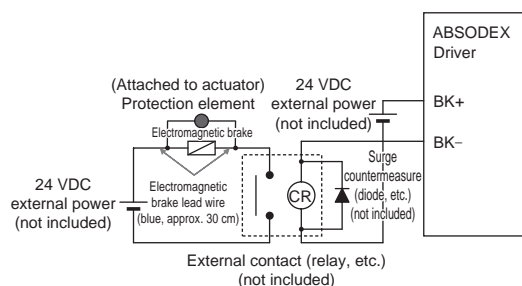 ABSODEX
Driver
BK+
BK−
24 VDC
external power
(not included)
(Attached to actuator)
Protection element
Electromagnetic brake
Electromagnetic
brake lead wire
(blue, approx. 30 cm)
24 VDC
external power
(not included)
CR
Surge
countermeasure
(diode, etc.)
(not included)
External contact (relay, etc.)
(not included)